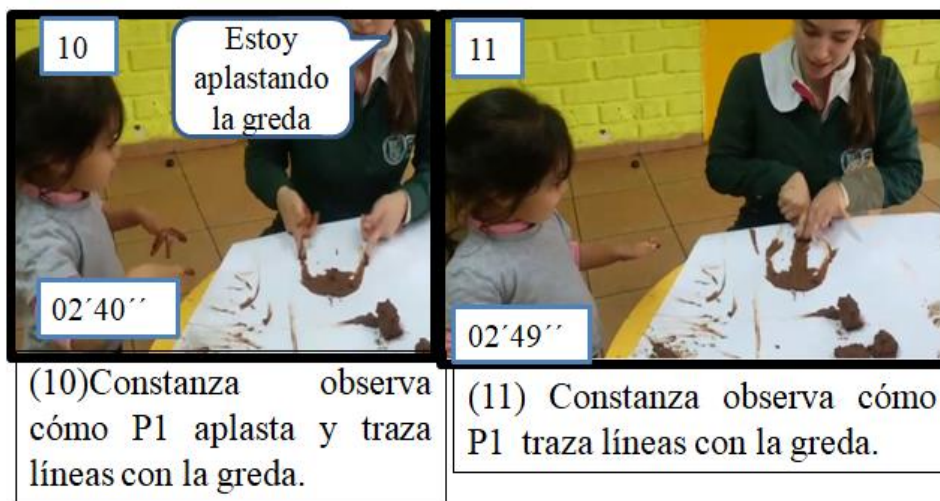 10
Estoy
aplastando
la greda
02´40´´
(10)Constanza observa
cómo P1 aplasta y traza
líneas con la greda.
11
02´49´´
(11) Constanza observa cómo
P1 traza líneas con la greda.